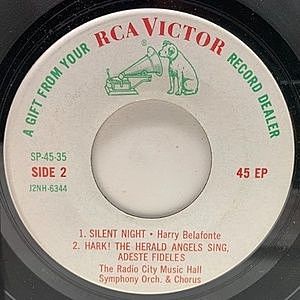 A GIFT FROM YOUR RCA VICTOR RECORD DEALER
SP-45-35
SIDE 2
45 EP
J2NH-6344
1. SILENT NIGHT • Harry Belafonte
2. HARK! THE HERALD ANGELS SING,
ADESTE FIDELES
The Radio City Music Hall
Symphony Orch. & Chorus